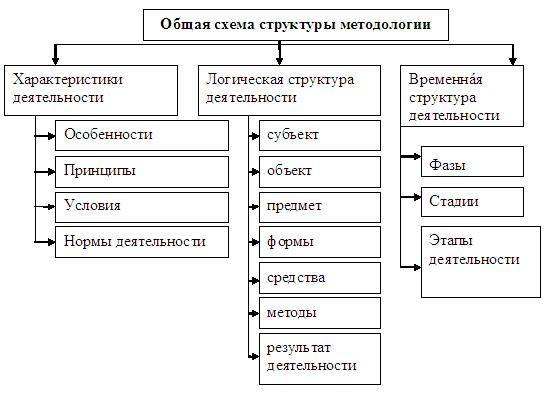 Общая схема структуры методологии
Характеристики
деятельности
Особенности
Принципы
Условия
Нормы деятельности
Логическая структура
деятельности
субъект
объект
предмет
формы
средства
методы
результат
деятельности
Временна́я
структура
деятельности
Фазы
Стадии
Этапы
деятельности